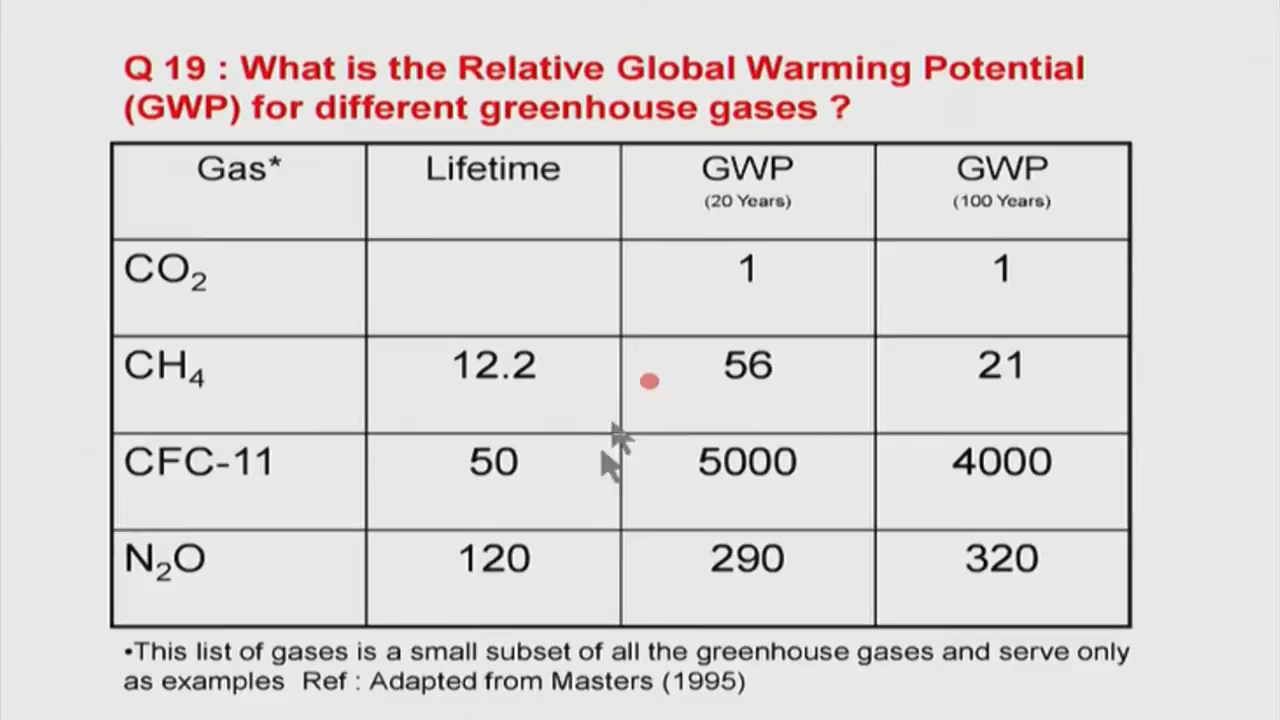 Q 19 : What is the Relative Global Warming Potential
(GWP) for different greenhouse gases ?
Gas* Lifetime GWP GWP
(20 Years) (100 Years)
CO₂ 1 1
CH₄ 12.2 56 21
CFC-11 50 5000 4000
N₂O 120 290 320
•This list of gases is a small subset of all the greenhouse gases and serve only
as examples Ref : Adapted from Masters (1995)